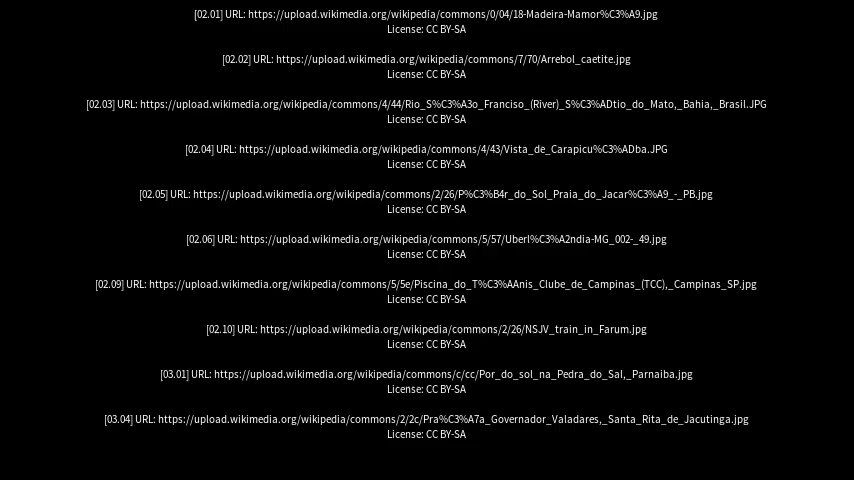 [02.01] URL: https://upload.wikimedia.org/wikipedia/commons/0/04/18-Madeira-Mamor%C3%A9.jpg
License: CC BY-SA
[02.02] URL: https://upload.wikimedia.org/wikipedia/commons/7/70/Arrebol_caetite.jpg
License: CC BY-SA
[02.03] URL: https://upload.wikimedia.org/wikipedia/commons/4/44/Rio_S%C3%A3o_Franciso_(River)_S%C3%ADtio_do_Mato,_Bahia,_Brasil.JPG
License: CC BY-SA
[02.04] URL: https://upload.wikimedia.org/wikipedia/commons/4/43/Vista_de_Carapicu%C3%ADba.JPG
License: CC BY-SA
[02.05] URL: https://upload.wikimedia.org/wikipedia/commons/2/26/P%C3%B4r_do_Sol_Praia_do_Jacar%C3%A9_-_PB.jpg
License: CC BY-SA
[02.06] URL: https://upload.wikimedia.org/wikipedia/commons/5/57/Uberl%C3%A2ndia-MG_002-_49.jpg
License: CC BY-SA
[02.09] URL: https://upload.wikimedia.org/wikipedia/commons/5/5e/Piscina_do_T%C3%AAnis_Clube_de_Campinas_(TCC),_Campinas_SP.jpg
License: CC BY-SA
[02.10] URL: https://upload.wikimedia.org/wikipedia/commons/2/26/NSJV_train_in_Farum.jpg
License: CC BY-SA
[03.01] URL: https://upload.wikimedia.org/wikipedia/commons/c/cc/Por_do_sol_na_Pedra_do_Sal,_Parnaiba.jpg
License: CC BY-SA
[03.04] URL: https://upload.wikimedia.org/wikipedia/commons/2/2c/Pra%C3%A7a_Governador_Valadares,_Santa_Rita_de_Jacutinga.jpg
License: CC BY-SA